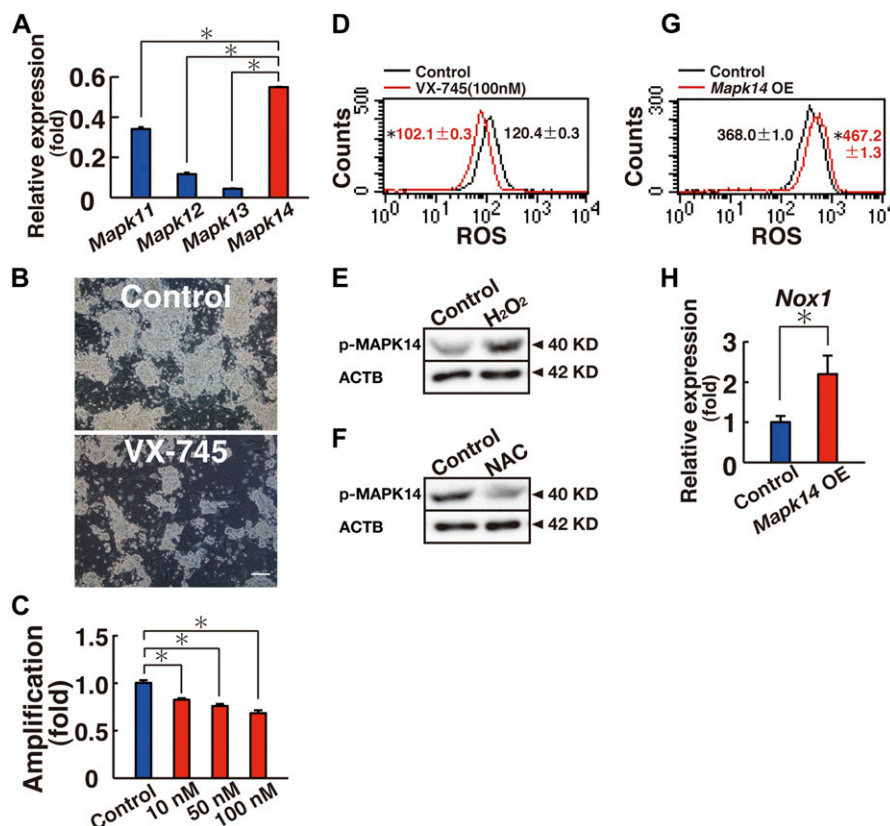 A
Relative expression
(fold)
0.6
0.4
0.2
0
*
*
*
Mapk11
Mapk12
Mapk13
Mapk14
B
Control
VX-745
C
Amplification
(fold)
1.5
1.0
0.5
0
*
*
*
Control
10 nM
50 nM
100 nM
D
Control
VX-745(100nM)
Counts
500
0
*102.1±0.3
120.4±0.3
10⁰ 10¹ 10² 10³ 10⁴
ROS
E
Control
H₂O₂
p-MAPK14 ◄ 40 KD
ACTB ◄ 42 KD
F
Control
NAC
p-MAPK14 ◄ 40 KD
ACTB ◄ 42 KD
G
Control
Mapk14 OE
Counts
300
0
368.0±1.0
*467.2
±1.3
10⁰ 10¹ 10² 10³ 10⁴
ROS
H
Nox1
Relative expression
(fold)
3
2
1
0
*
Control
Mapk14 OE